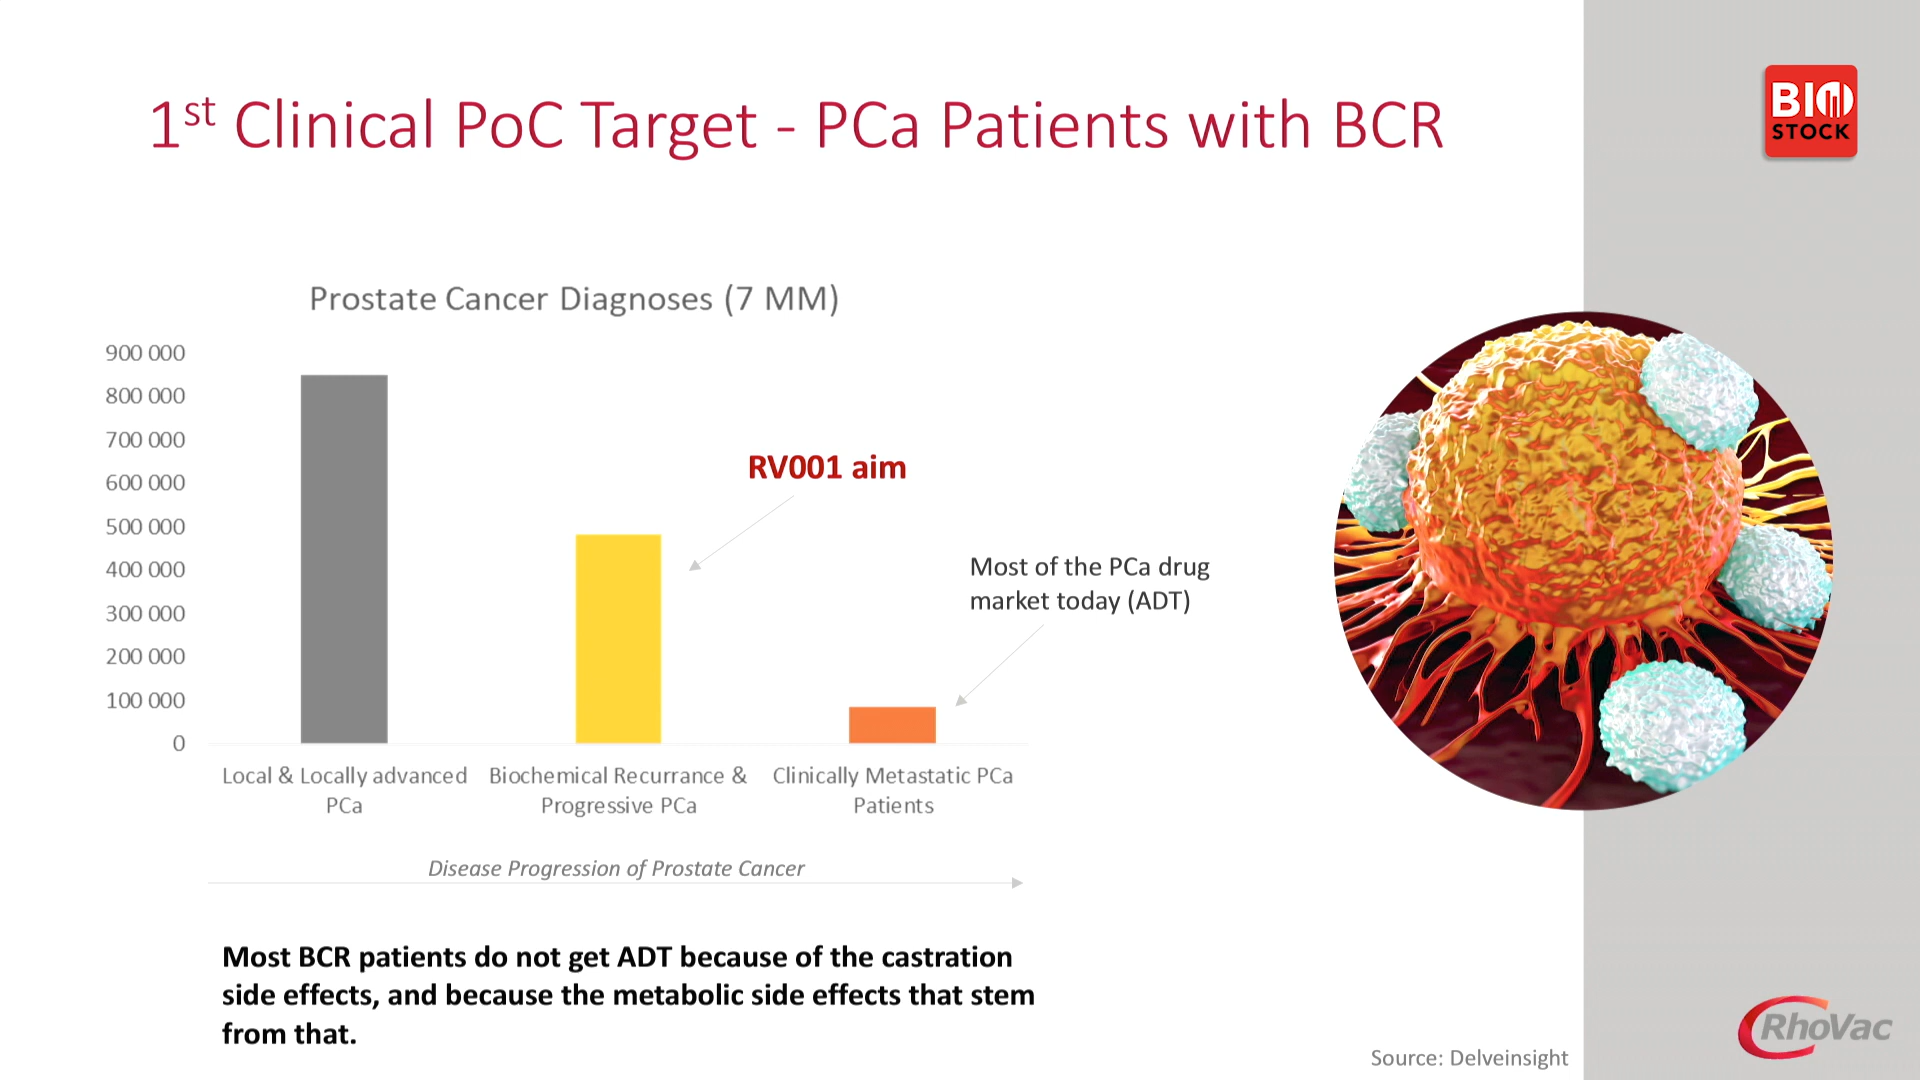 1st Clinical PoC Target - PCa Patients with BCR
BIO
STOCK
Prostate Cancer Diagnoses (7 MM)
900 000
800 000
700 000
600 000
500 000
400 000
300 000
200 000
100 000
0
RV001 aim
Most of the PCa drug
market today (ADT)
Local & Locally advanced
PCa
Biochemical Recurrance &
Progressive PCa
Clinically Metastatic PCa
Patients
Disease Progression of Prostate Cancer
Most BCR patients do not get ADT because of the castration
side effects, and because the metabolic side effects that stem
from that.
Source: Delveinsight
RhoVac